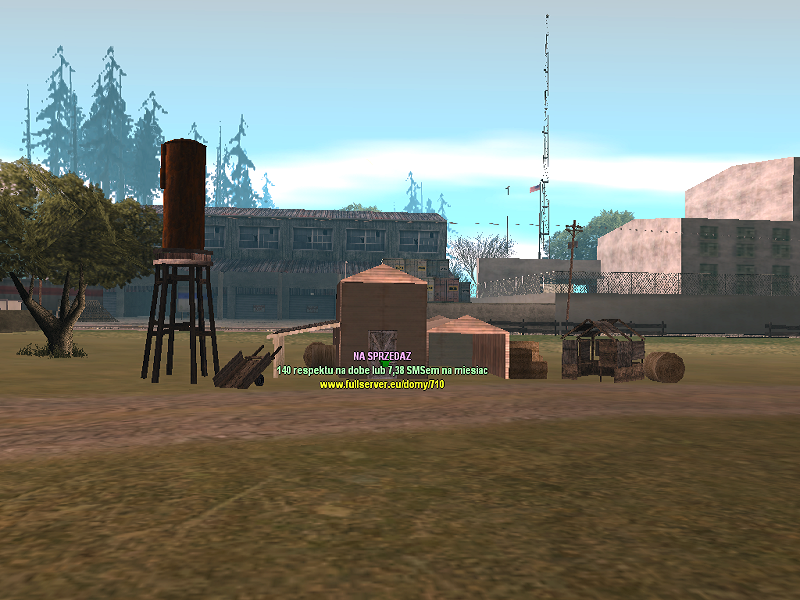 NA SPRZEDAZ
140 respektu na dobe lub 7,38 SMSem na miesiac
www.fullserver.eu/domy/710